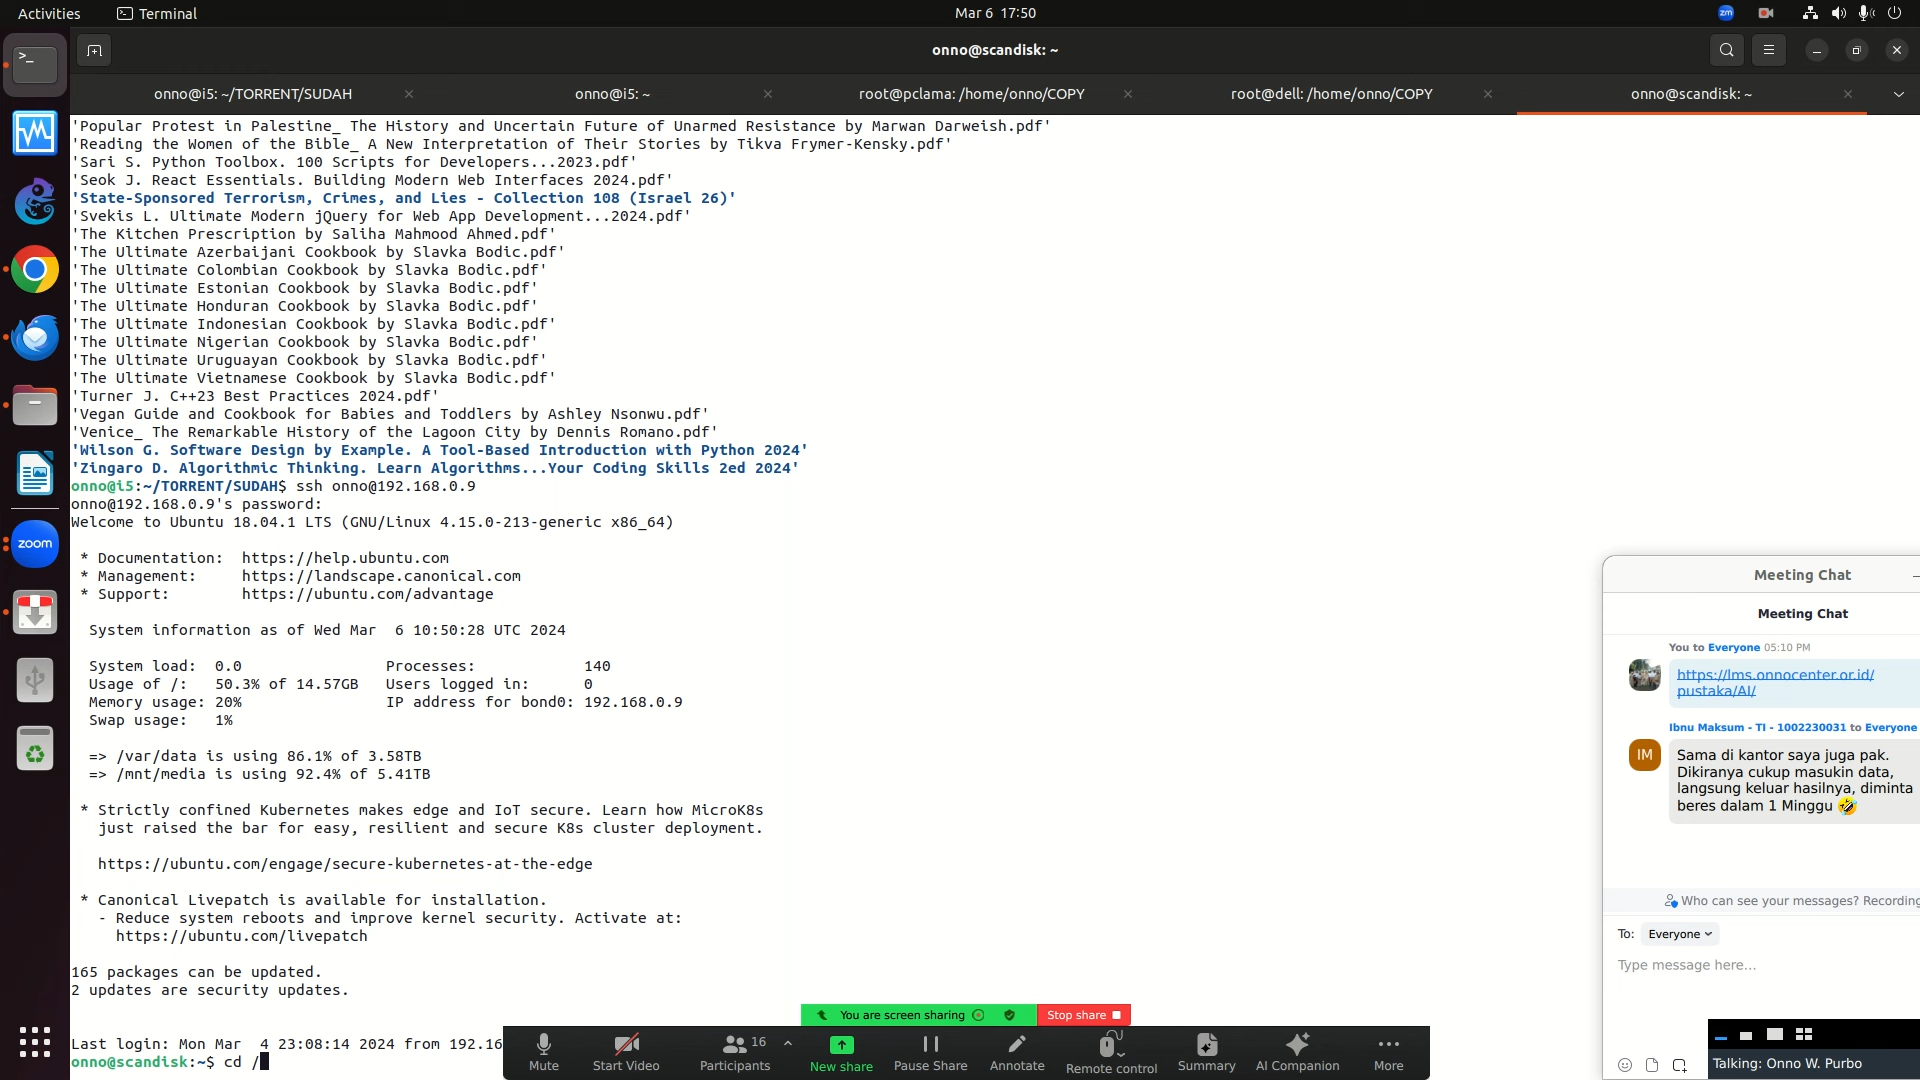 Activities
Terminal
Mar 6 17:50
zm
onno@scandisk: ~
onno@i5: ~/TORRENT/SUDAH
onno@i5: ~
root@pclama: /home/onno/COPY
root@dell: /home/onno/COPY
onno@scandisk: ~
'Popular Protest in Palestine_ The History and Uncertain Future of Unarmed Resistance by Marwan Darweish.pdf'
'Reading the Women of the Bible_ A New Interpretation of Their Stories by Tikva Frymer-Kensky.pdf'
'Sari S. Python Toolbox. 100 Scripts for Developers...2023.pdf'
'Seok J. React Essentials. Building Modern Web Interfaces 2024.pdf'
'State-Sponsored Terrorism, Crimes, and Lies - Collection 108 (Israel 26)'
'Svekis L. Ultimate Modern jQuery for Web App Development...2024.pdf'
'The Kitchen Prescription by Saliha Mahmood Ahmed.pdf'
'The Ultimate Azerbaijani Cookbook by Slavka Bodic.pdf'
'The Ultimate Colombian Cookbook by Slavka Bodic.pdf'
'The Ultimate Estonian Cookbook by Slavka Bodic.pdf'
'The Ultimate Honduran Cookbook by Slavka Bodic.pdf'
'The Ultimate Indonesian Cookbook by Slavka Bodic.pdf'
'The Ultimate Nigerian Cookbook by Slavka Bodic.pdf'
'The Ultimate Uruguayan Cookbook by Slavka Bodic.pdf'
'The Ultimate Vietnamese Cookbook by Slavka Bodic.pdf'
'Turner J. C++23 Best Practices 2024.pdf'
'Vegan Guide and Cookbook for Babies and Toddlers by Ashley Nsonwu.pdf'
'Venice_ The Remarkable History of the Lagoon City by Dennis Romano.pdf'
'Wilson G. Software Design by Example. A Tool-Based Introduction with Python 2024'
'Zingaro D. Algorithmic Thinking. Learn Algorithms...Your Coding Skills 2ed 2024'
onno@i5:~/TORRENT/SUDAH$ ssh onno@192.168.0.9
onno@192.168.0.9's password:
Welcome to Ubuntu 18.04.1 LTS (GNU/Linux 4.15.0-213-generic x86_64)
* Documentation: https://help.ubuntu.com
* Management: https://landscape.canonical.com
* Support: https://ubuntu.com/advantage
System information as of Wed Mar 6 10:50:28 UTC 2024
System load: 0.0 Processes: 140
Usage of /: 50.3% of 14.57GB Users logged in: 0
Memory usage: 20% IP address for bond0: 192.168.0.9
Swap usage: 1%
=> /var/data is using 86.1% of 3.58TB
=> /mnt/media is using 92.4% of 5.41TB
* Strictly confined Kubernetes makes edge and IoT secure. Learn how MicroK8s
just raised the bar for easy, resilient and secure K8s cluster deployment.
https://ubuntu.com/engage/secure-kubernetes-at-the-edge
* Canonical Livepatch is available for installation.
- Reduce system reboots and improve kernel security. Activate at:
https://ubuntu.com/livepatch
165 packages can be updated.
2 updates are security updates.
Last login: Mon Mar 4 23:08:14 2024 from 192.16
onno@scandisk:~$ cd /
zoom
You are screen sharing
Stop share
Mute
Start Video
16
Participants
New share
Pause Share
Annotate
Remote control
Summary
AI Companion
More
Meeting Chat
Meeting Chat
You to Everyone 05:10 PM
https://lms.onnocenter.or.id/
pustaka/AI/
Ibnu Maksum - TI - 1002230031 to Everyone
IM
Sama di kantor saya juga pak.
Dikiranya cukup masukin data,
langsung keluar hasilnya, diminta
beres dalam 1 Minggu 🤣
Who can see your messages? Recording
To: Everyone
Type message here...
Talking: Onno W. Purbo